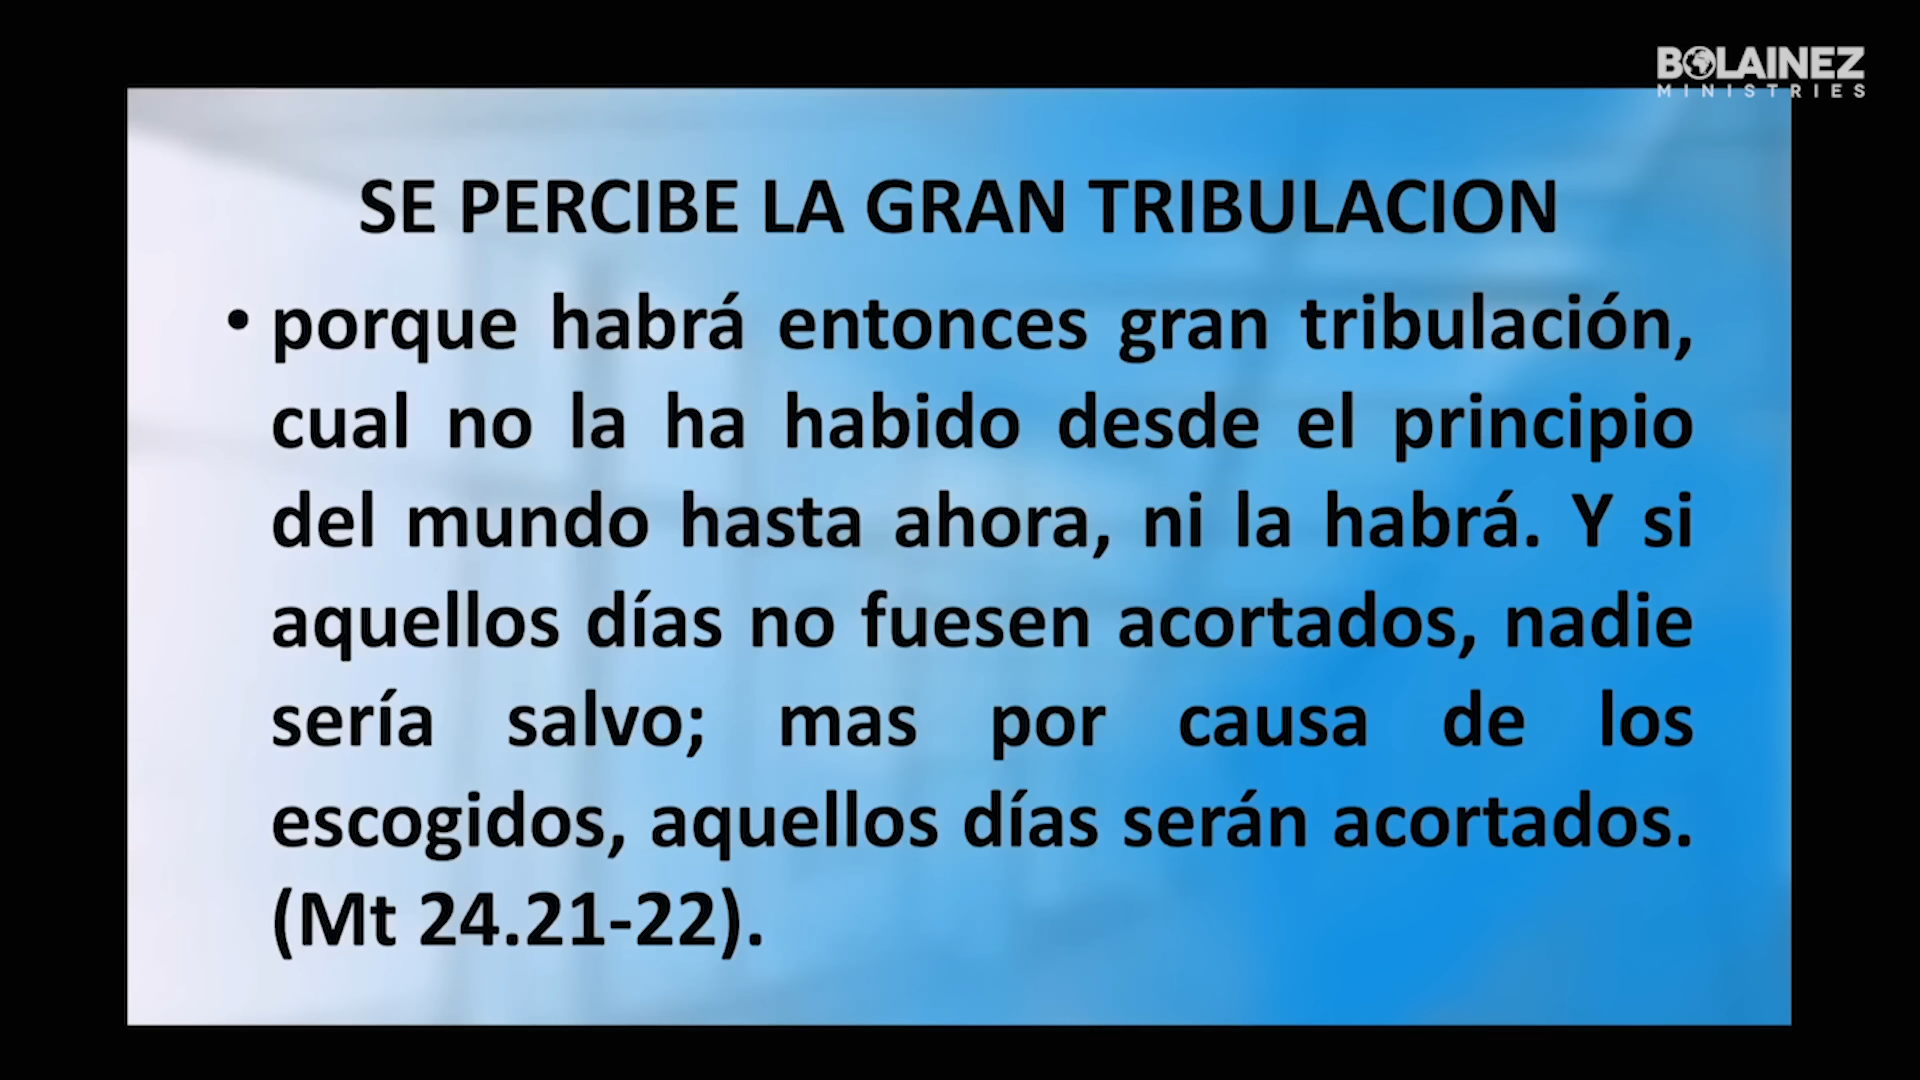 BOLAINEZ
MINISTRIES
SE PERCIBE LA GRAN TRIBULACION
• porque habrá entonces gran tribulación,
cual no la ha habido desde el principio
del mundo hasta ahora, ni la habrá. Y si
aquellos días no fuesen acortados, nadie
sería salvo; mas por causa de los
escogidos, aquellos días serán acortados.
(Mt 24.21-22).